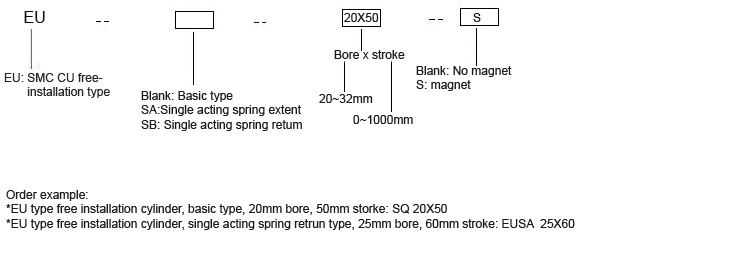 EU -- -- 20X50 -- S
Bore x stroke
EU: SMC CU free-
installation type
Blank: Basic type
SA:Single acting spring extent
SB: Single acting spring retum
20~32mm
0~1000mm
Blank: No magnet
S: magnet
Order example:
*EU type free installation cylinder, basic type, 20mm bore, 50mm storke: SQ 20X50
*EU type free installation cylinder, single acting spring retrun type, 25mm bore, 60mm stroke: EUSA 25X60